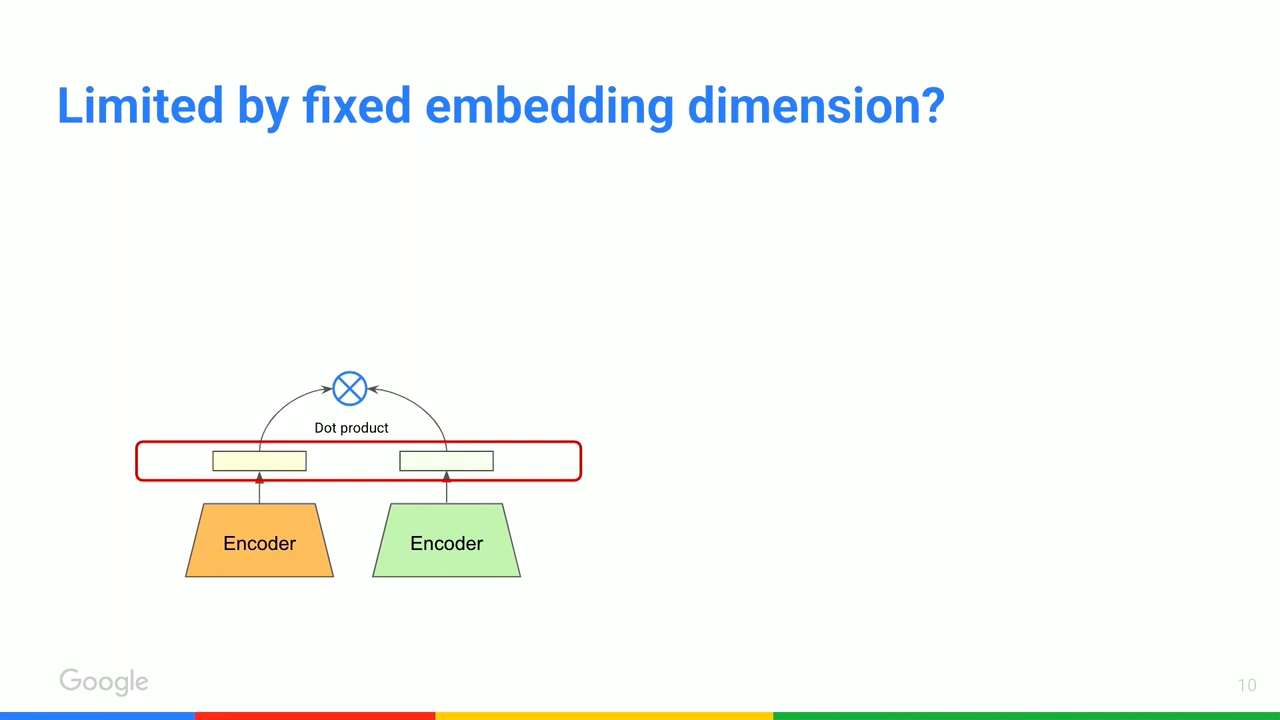 Limited by fixed embedding dimension?
Dot product
Encoder
Encoder
Google
10